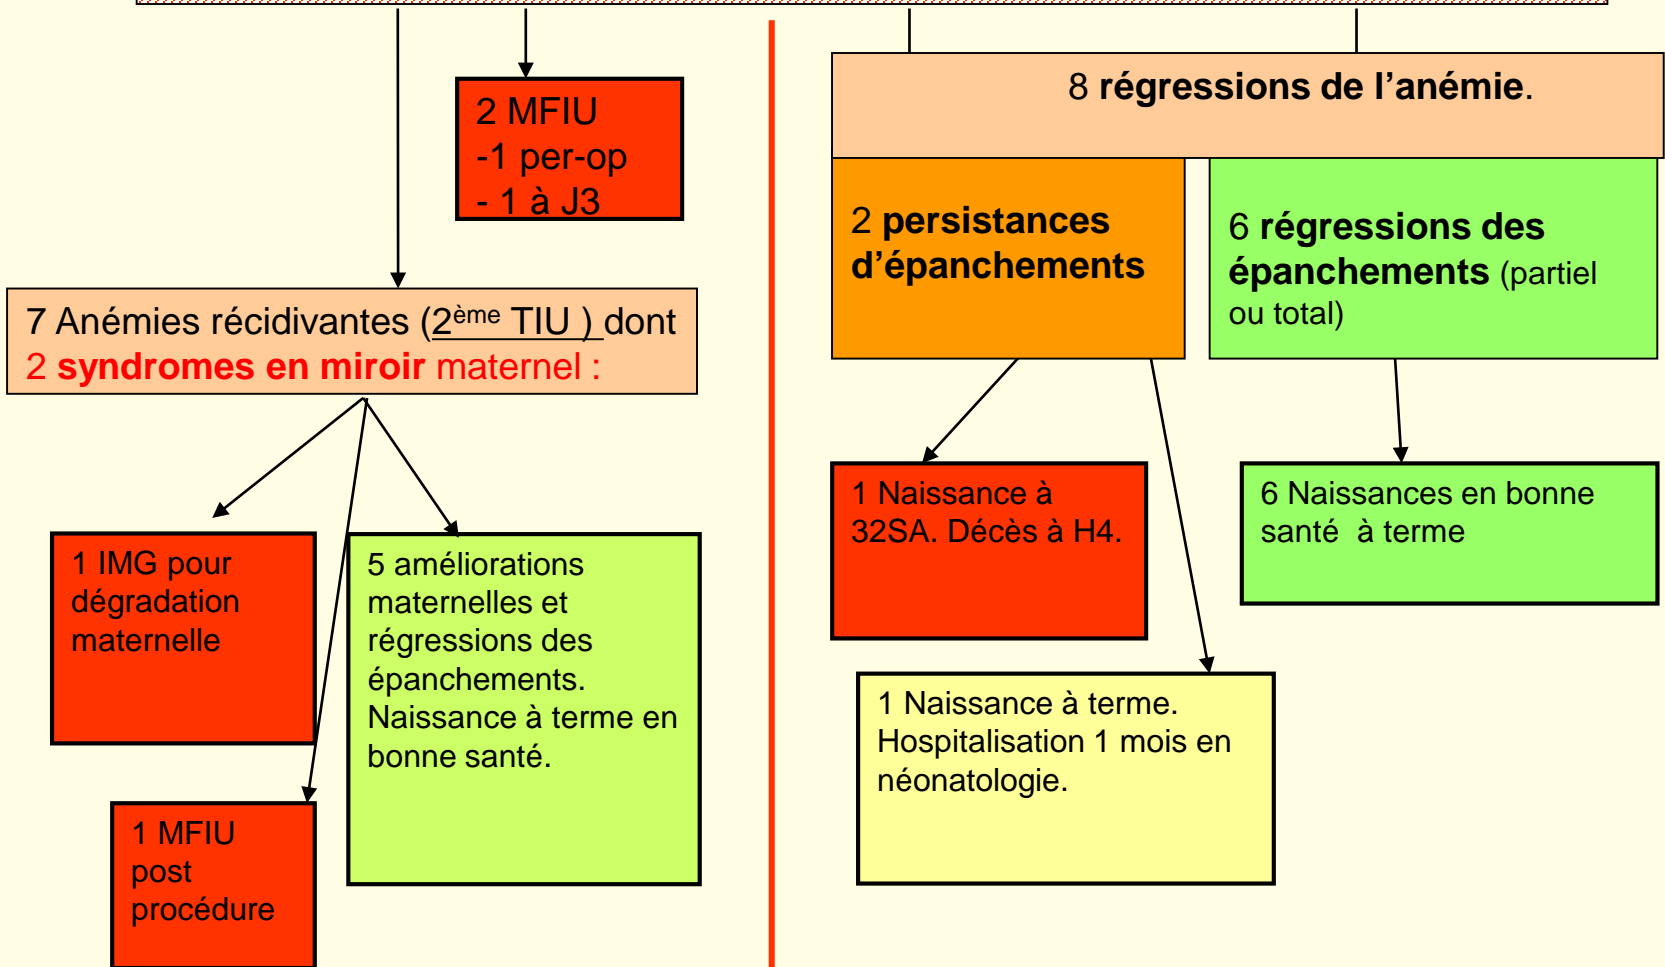 2 MFIU
-1 per-op
- 1 à J3
7 Anémies récidivantes (2ème TIU ) dont
2 syndromes en miroir maternel :
1 IMG pour
dégradation
maternelle
1 MFIU
post
procédure
5 améliorations
maternelles et
régressions des
épanchements.
Naissance à terme en
bonne santé.
8 régressions de l’anémie.
2 persistances
d’épanchements
6 régressions des
épanchements (partiel
ou total)
1 Naissance à
32SA. Décès à H4.
1 Naissance à terme.
Hospitalisation 1 mois en
néonatologie.
6 Naissances en bonne
santé  à terme